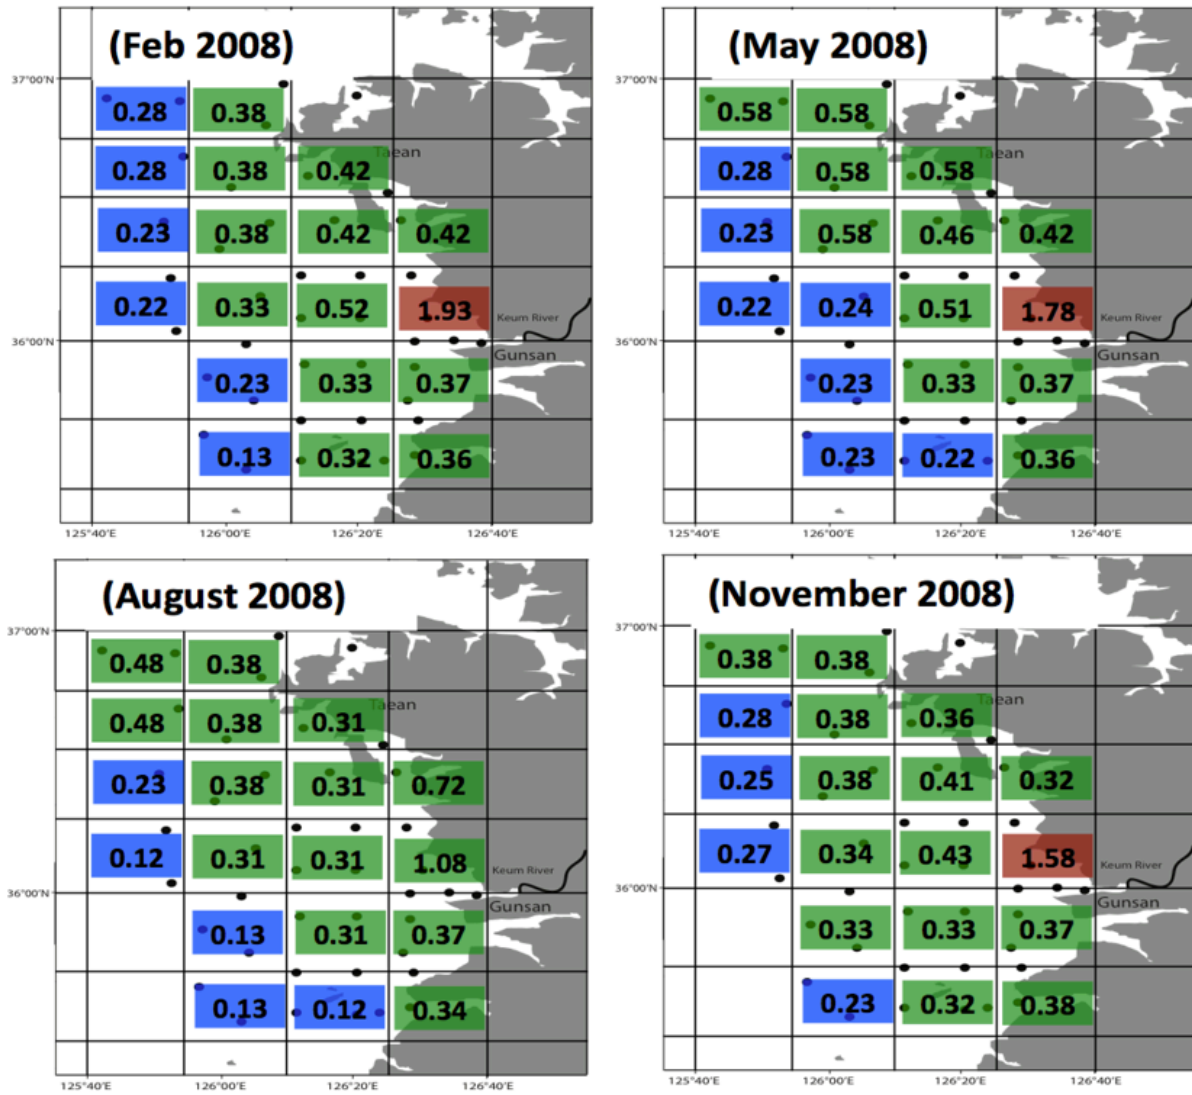 (Feb 2008)
37°00'N
0.28 0.38
Taean
0.28 0.38 0.42
0.23 0.38 0.42 0.42
0.22 0.33 0.52 1.93
Keum River
36°00'N
Gunsan
0.23 0.33 0.37
0.13 0.32 0.36
125°40'E 126°00'E 126°20'E 126°40'E
(May 2008)
37°00'N
0.58 0.58
Taean
0.28 0.58 0.58
0.23 0.58 0.46 0.42
0.22 0.24 0.51 1.78
Keum River
36°00'N
Gunsan
0.23 0.33 0.37
0.23 0.22 0.36
125°40'E 126°00'E 126°20'E 126°40'E
(August 2008)
37°00'N
0.48 0.38
Taean
0.48 0.38 0.31
0.23 0.38 0.31 0.72
0.12 0.31 0.31 1.08
Keum River
36°00'N
Gunsan
0.13 0.31 0.37
0.13 0.12 0.34
125°40'E 126°00'E 126°20'E 126°40'E
(November 2008)
37°00'N
0.38 0.38
Taean
0.28 0.38 0.36
0.25 0.38 0.41 0.32
0.27 0.34 0.43 1.58
Keum River
36°00'N
Gunsan
0.33 0.33 0.37
0.23 0.32 0.38
125°40'E 126°00'E 126°20'E 126°40'E